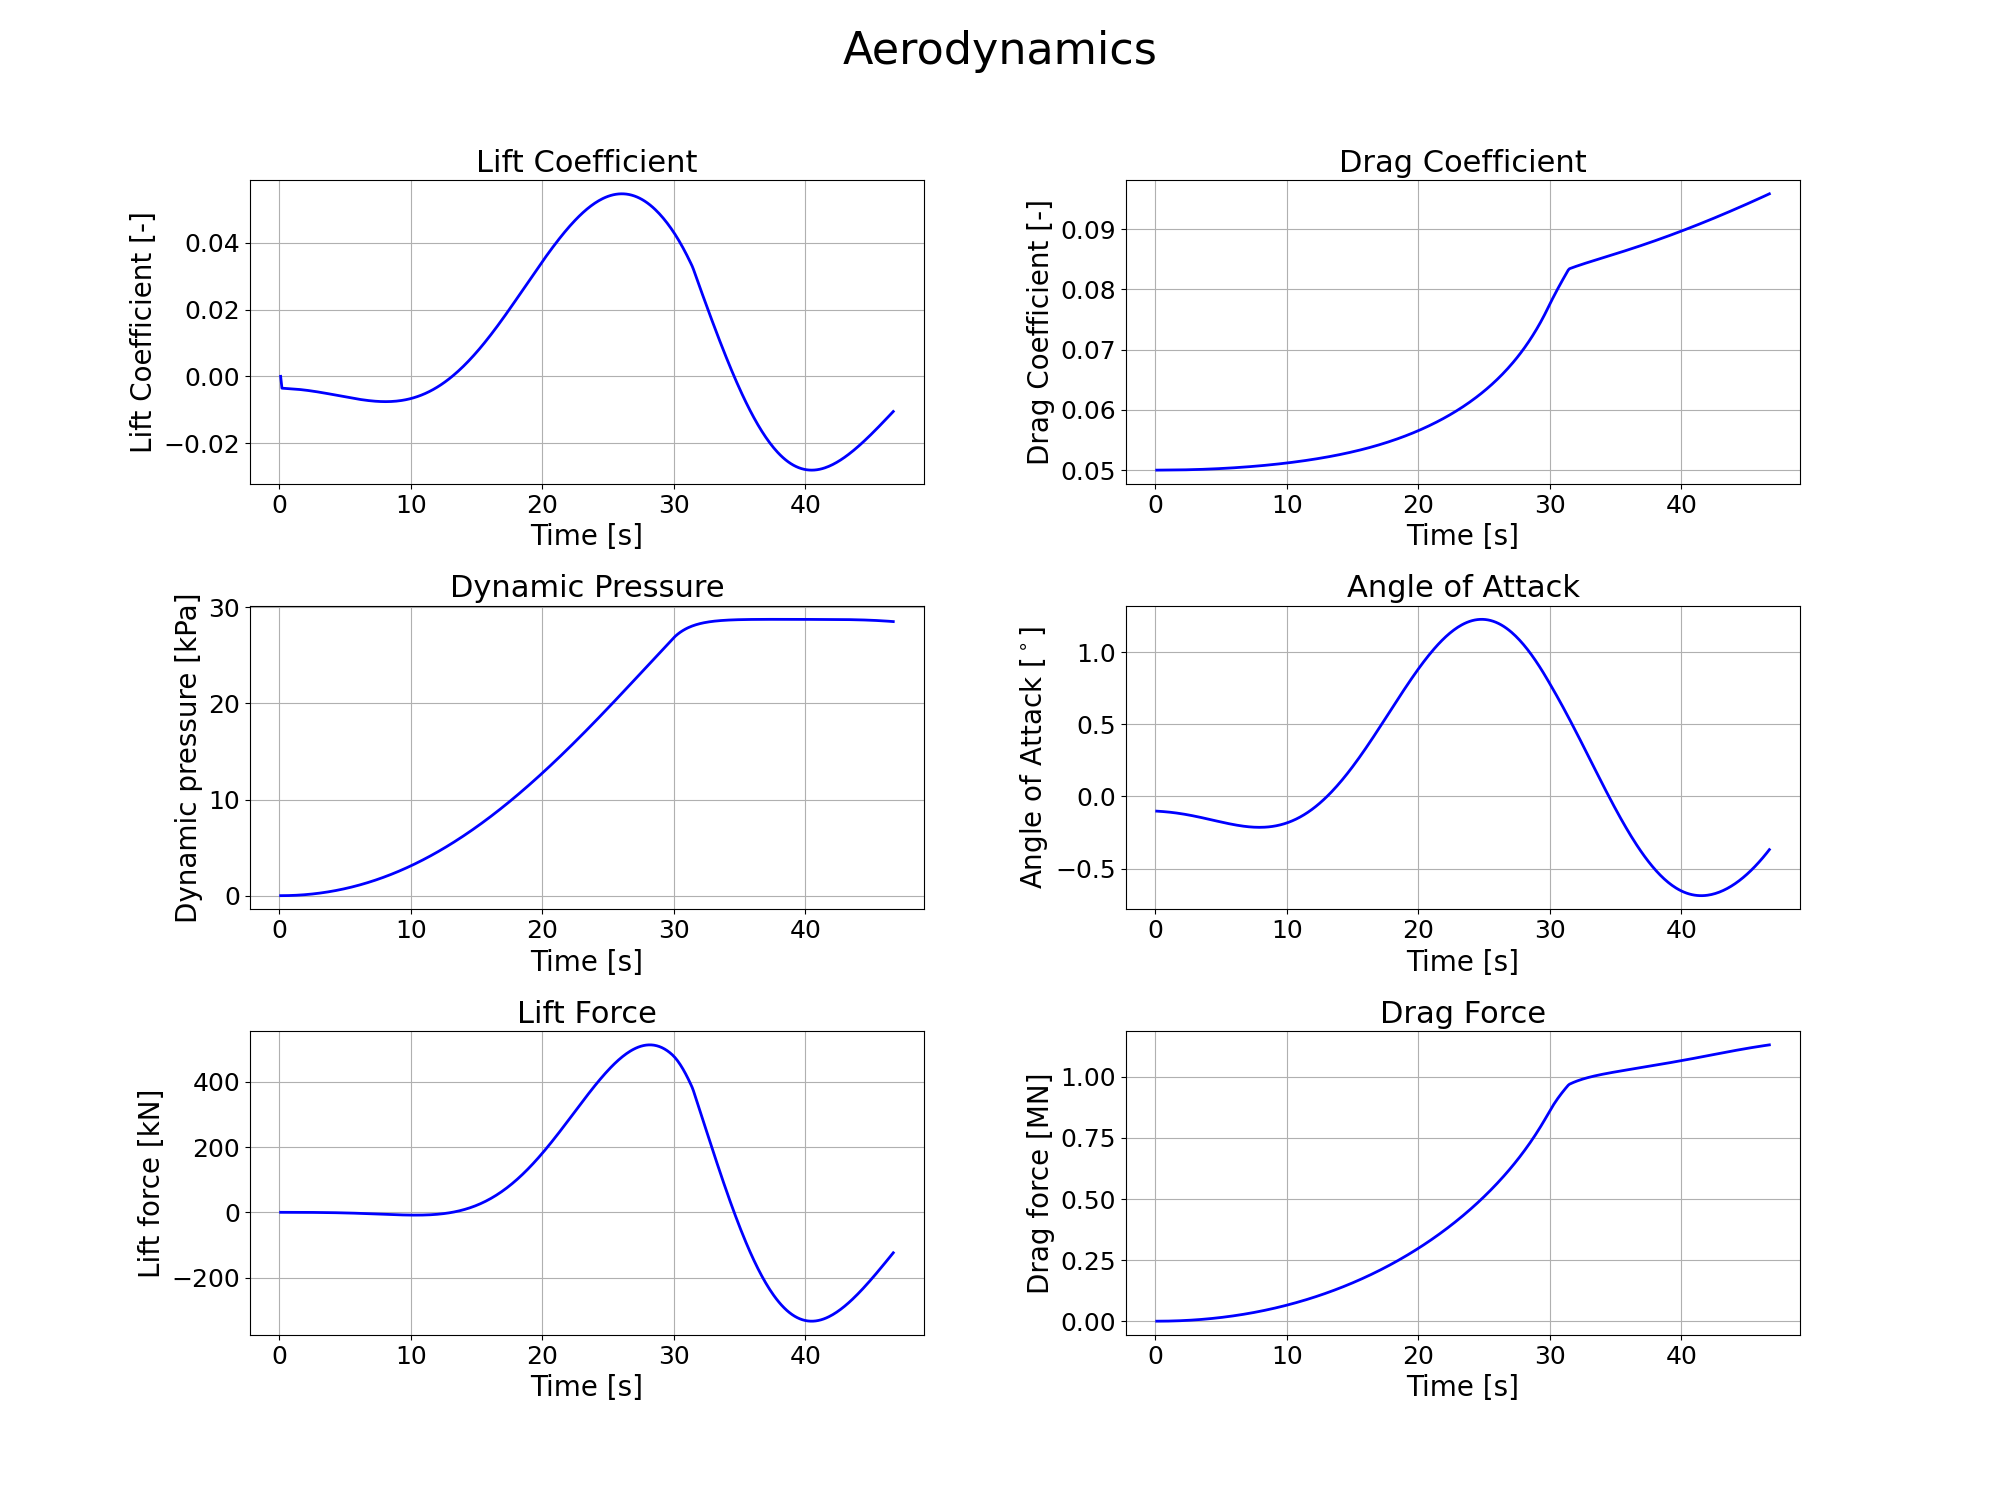 Aerodynamics
Lift Coefficient
Lift Coefficient [-]
0.04
0.02
0.00
−0.02
0 10 20 30 40
Time [s]
Drag Coefficient
Drag Coefficient [-]
0.09
0.08
0.07
0.06
0.05
0 10 20 30 40
Time [s]
Dynamic Pressure
Dynamic pressure [kPa]
30
20
10
0
0 10 20 30 40
Time [s]
Angle of Attack
Angle of Attack [°]
1.0
0.5
0.0
−0.5
0 10 20 30 40
Time [s]
Lift Force
Lift force [kN]
400
200
0
−200
0 10 20 30 40
Time [s]
Drag Force
Drag force [MN]
1.00
0.75
0.50
0.25
0.00
0 10 20 30 40
Time [s]